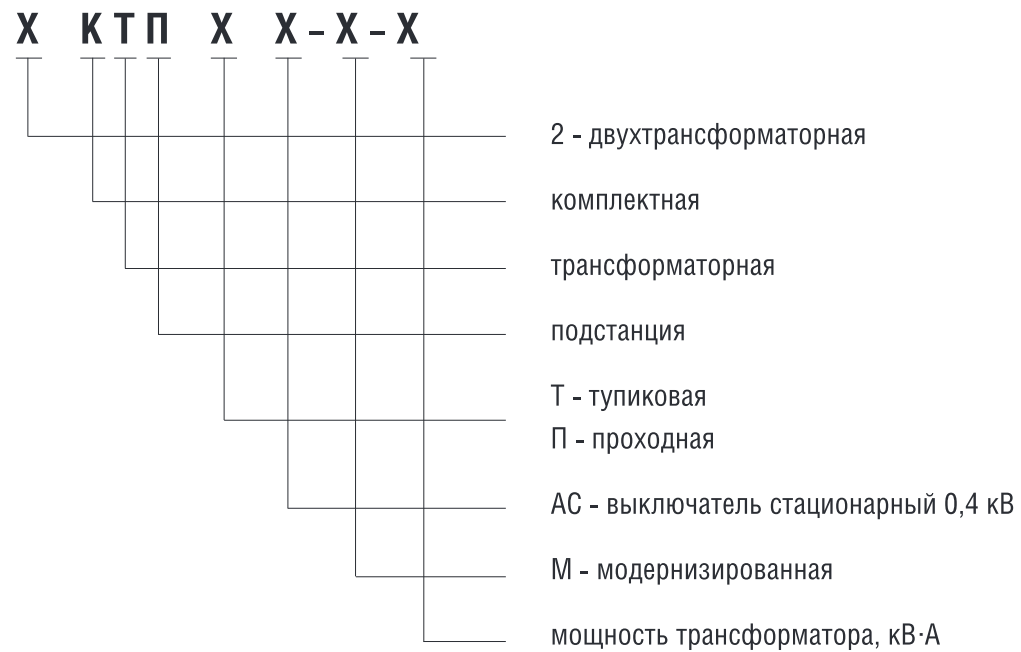 Х КТП Х Х-Х-Х
2 - двухтрансформаторная
комплектная
трансформаторная
подстанция
Т - тупиковая
П - проходная
АС - выключатель стационарный 0,4 кВ
М - модернизированная
мощность трансформатора, кВ·А